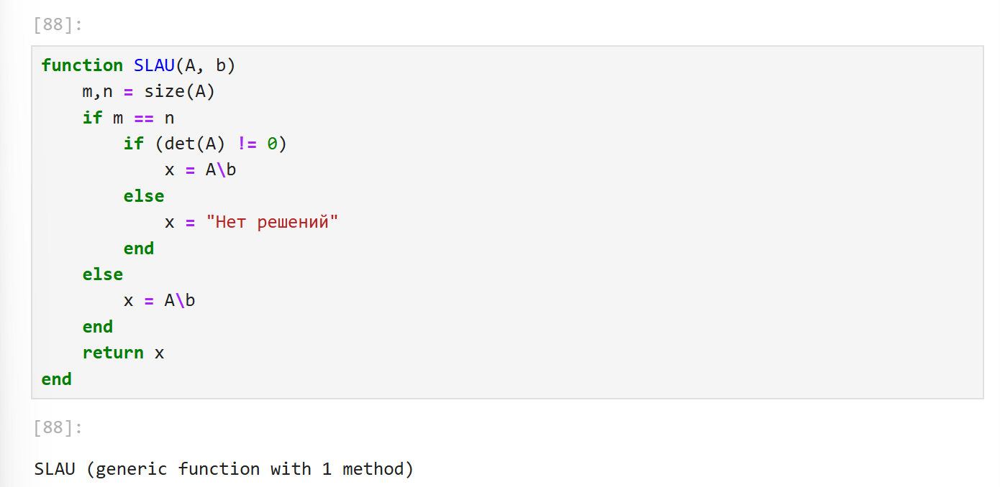 [88]:
function SLAU(A, b)
    m,n = size(A)
    if m == n
        if (det(A) != 0)
            x = A\b
        else
            x = "Нет решений"
        end
    else
        x = A\b
    end
    return x
end
[88]:
SLAU (generic function with 1 method)